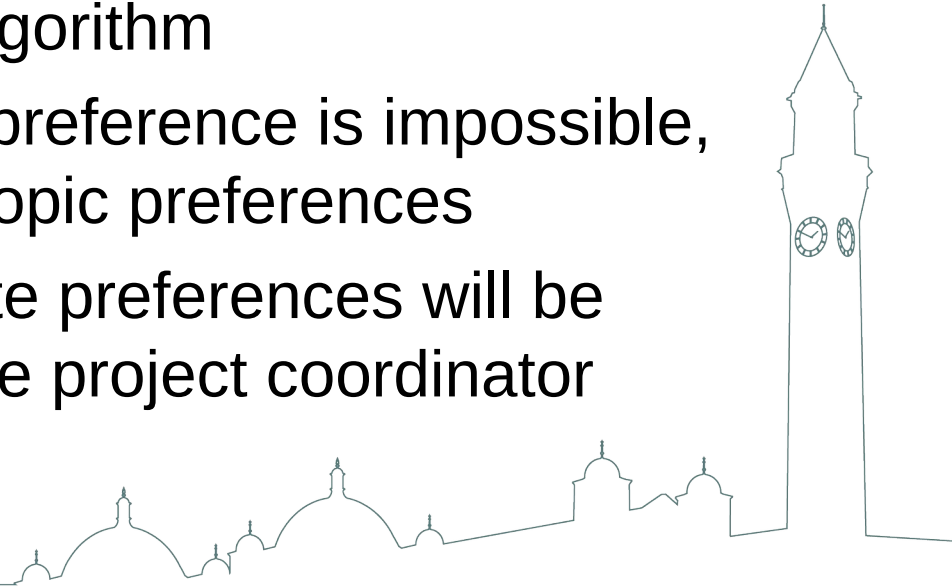 gorithm
preference is impossible,
opic preferences
te preferences will be
e project coordinator